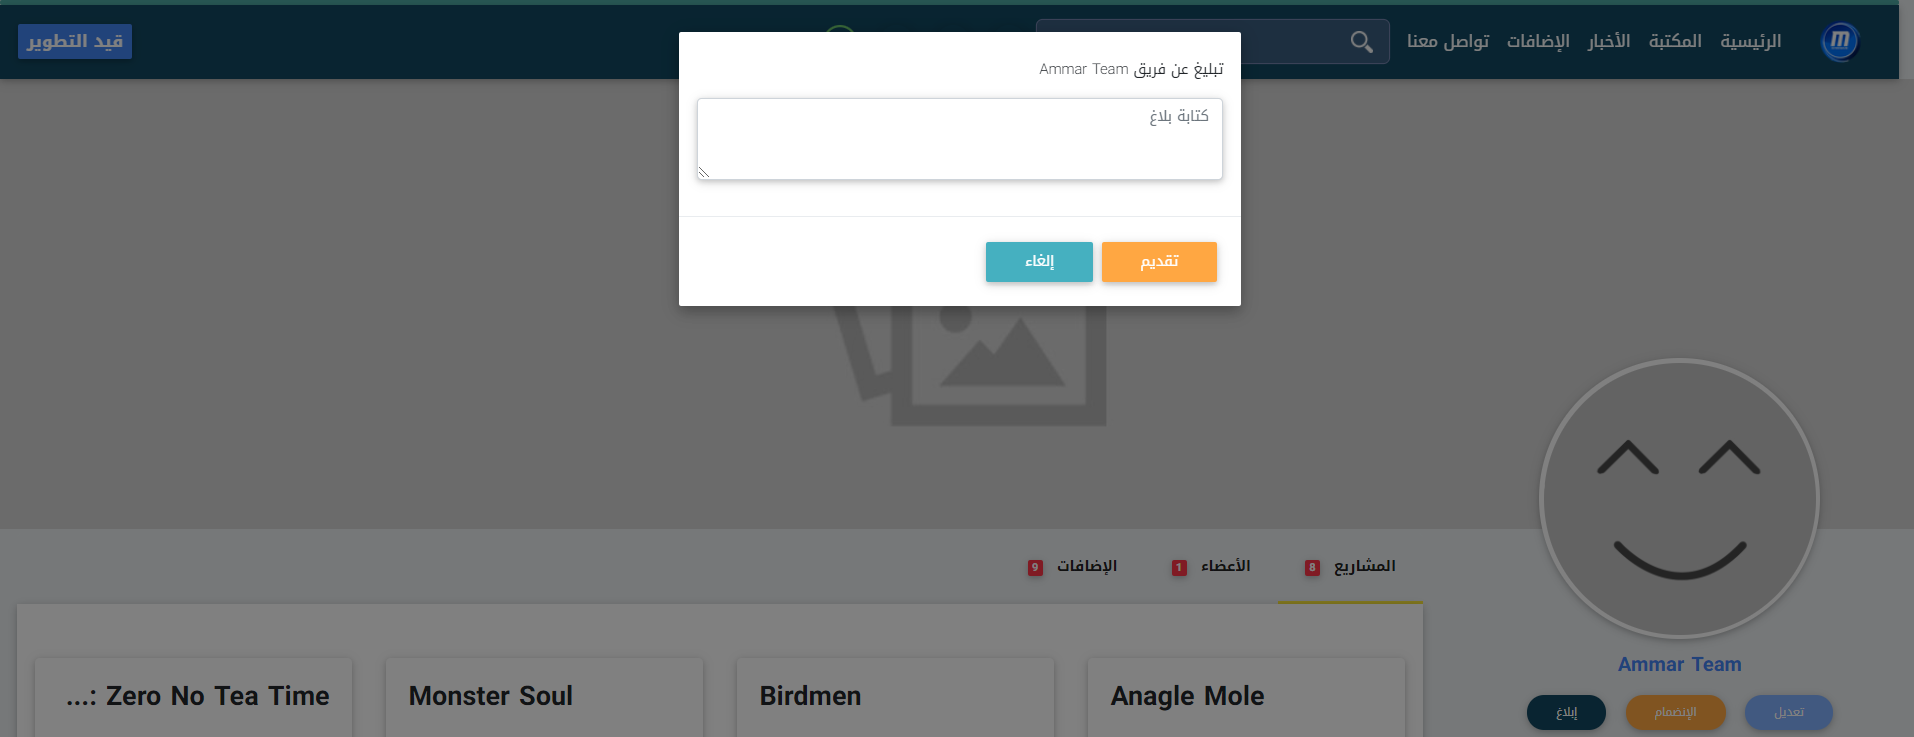 الرئيسية
المكتبة
الأخبار
الإضافات
تواصل معنا
قيد التطوير
تبليغ عن فريق Ammar Team
كتابة بلاغ
تقديم
إلغاء
المشاريع 8
الأعضاء 1
الإضافات 9
Ammar Team
تعديل
الإنضمام
إبلاغ
Anagle Mole
Birdmen
Monster Soul
...: Zero No Tea Time